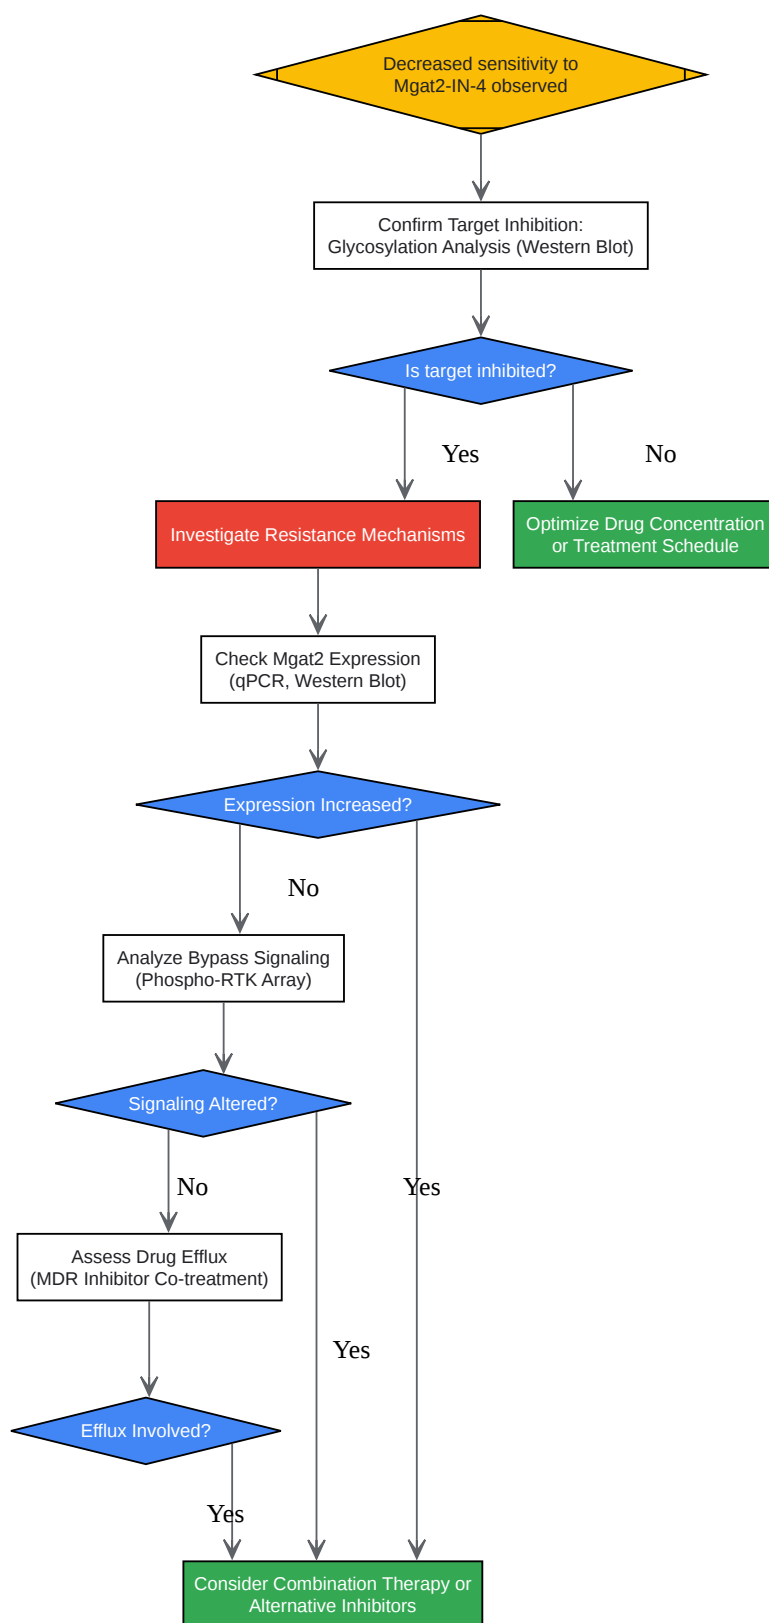 Decreased sensitivity to
Mgat2-IN-4 observed
Confirm Target Inhibition:
Glycosylation Analysis (Western Blot)
Is target inhibited?
Yes
No
Investigate Resistance Mechanisms
Optimize Drug Concentration
or Treatment Schedule
Check Mgat2 Expression
(qPCR, Western Blot)
Expression Increased?
No
Analyze Bypass Signaling
(Phospho-RTK Array)
Signaling Altered?
No
Yes
Assess Drug Efflux
(MDR Inhibitor Co-treatment)
Yes
Efflux Involved?
Yes
Consider Combination Therapy or
Alternative Inhibitors